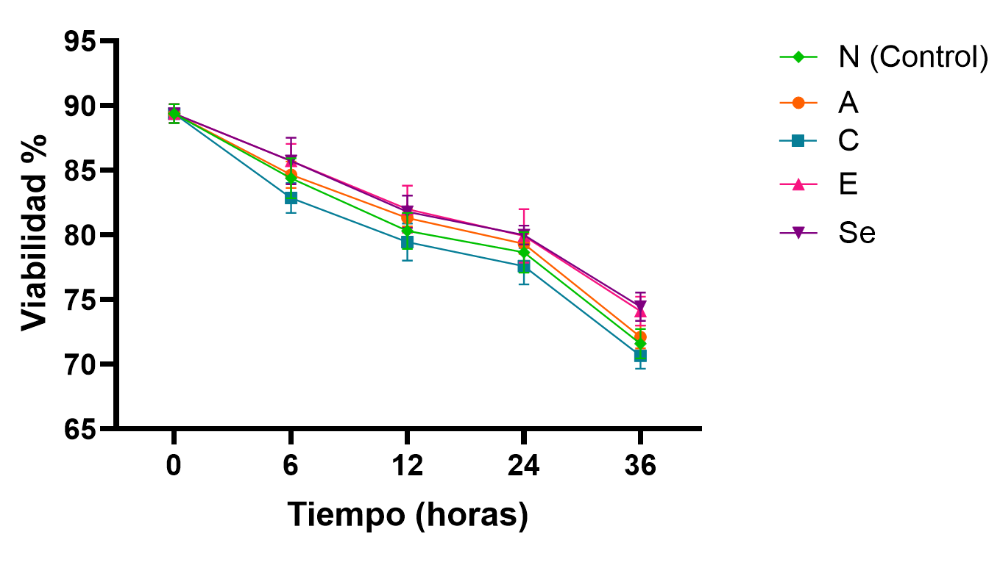 Viabilidad %
95
90
85
80
75
70
65
0 6 12 24 36
Tiempo (horas)
N (Control)
A
C
E
Se